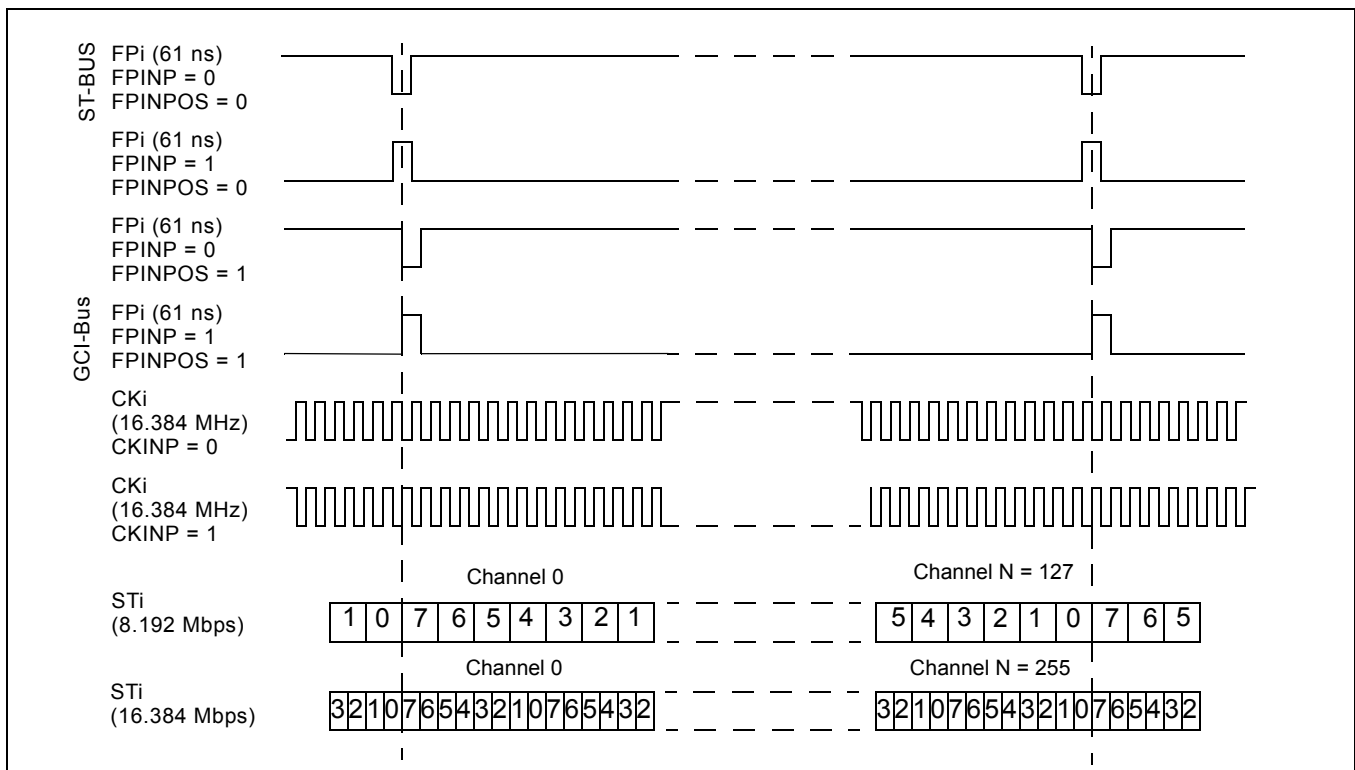 ST-BUS
FPi (61 ns)
FPINP = 0
FPINPOS = 0
FPi (61 ns)
FPINP = 1
FPINPOS = 0
GCI-Bus
FPi (61 ns)
FPINP = 0
FPINPOS = 1
FPi (61 ns)
FPINP = 1
FPINPOS = 1
CKi
(16.384 MHz)
CKINP = 0
CKi
(16.384 MHz)
CKINP = 1
Channel 0 Channel N = 127
STi
(8.192 Mbps)
1 0 7 6 5 4 3 2 1 5 4 3 2 1 0 7 6 5
Channel 0 Channel N = 255
STi
(16.384 Mbps)
3 2 1 0 7 6 5 4 3 2 1 0 7 6 5 4 3 2 3 2 1 0 7 6 5 4 3 2 1 0 7 6 5 4 3 2